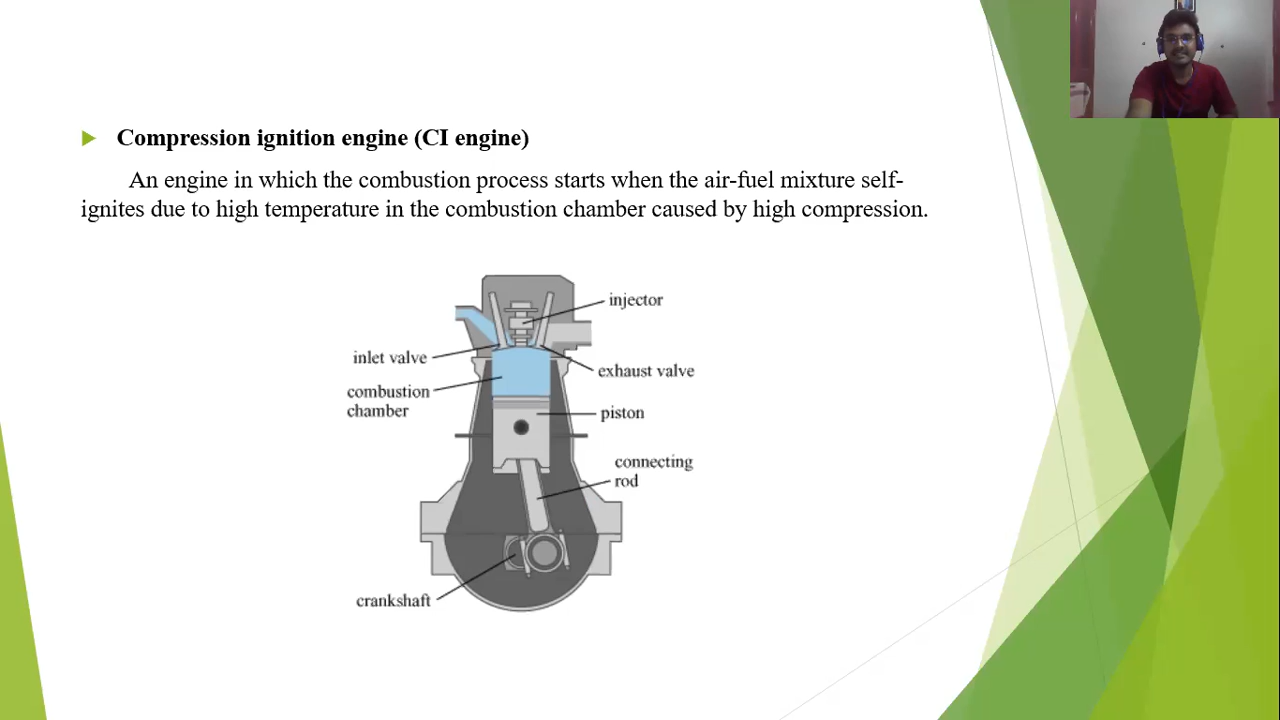 Compression ignition engine (CI engine)
An engine in which the combustion process starts when the air-fuel mixture self-
ignites due to high temperature in the combustion chamber caused by high compression.
injector
inlet valve
exhaust valve
combustion
chamber
piston
connecting
rod
crankshaft